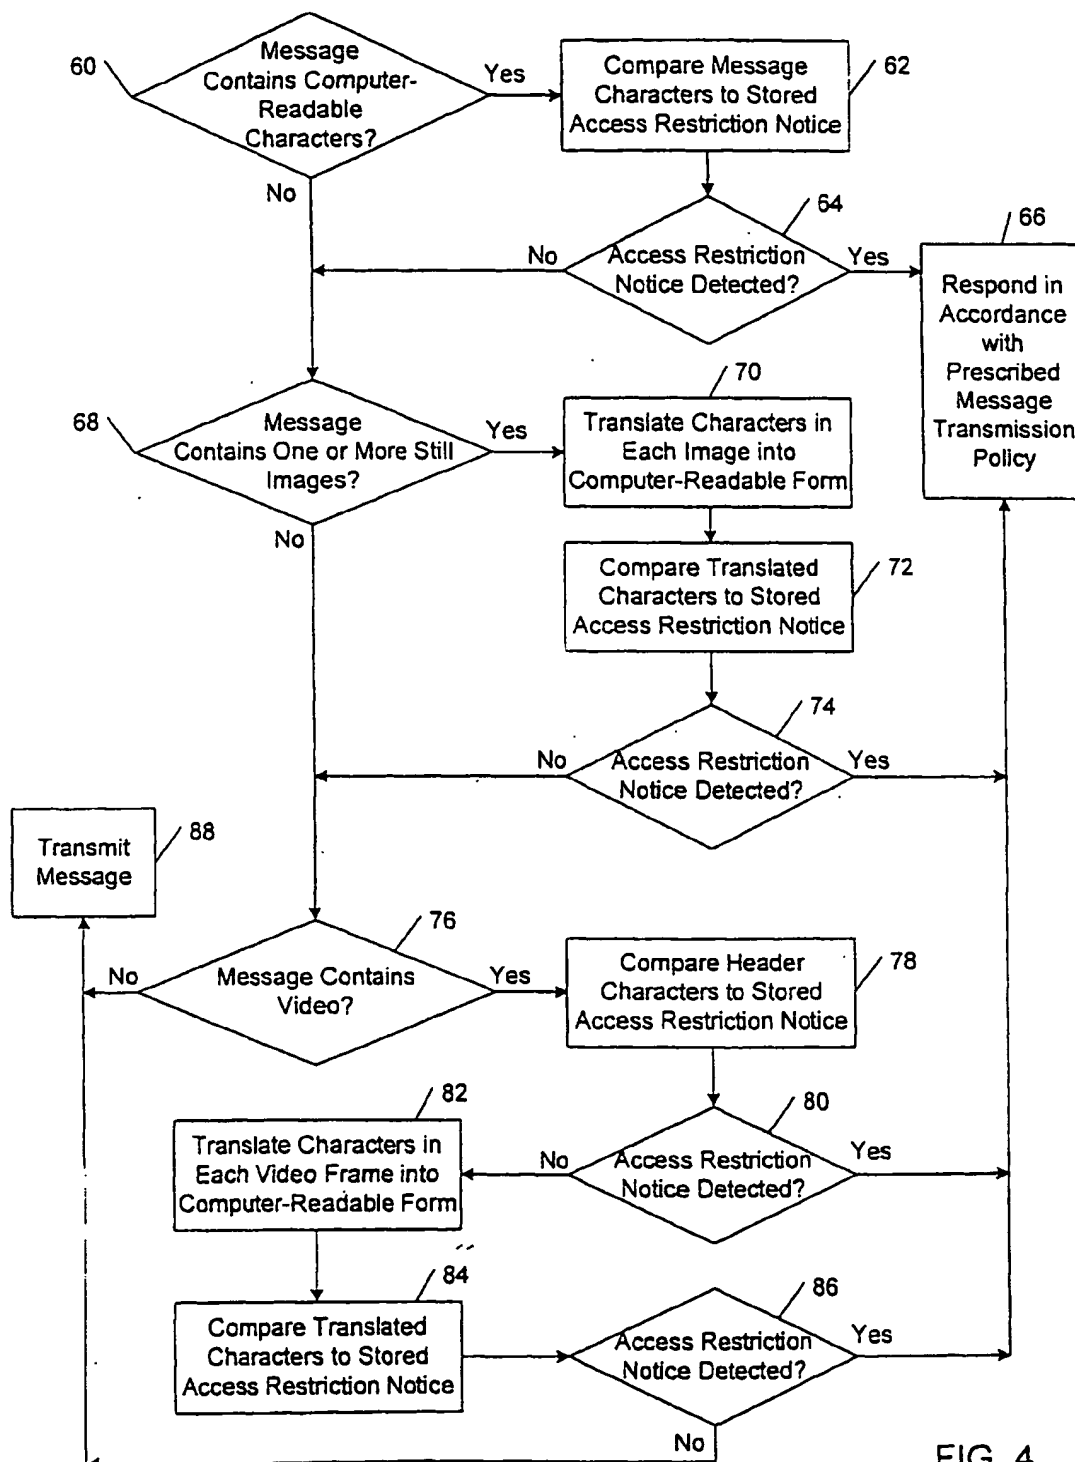 60
Message
Contains Computer-
Readable
Characters?
Yes
Compare Message
Characters to Stored
Access Restriction Notice
62
No
64
Access Restriction
Notice Detected?
No
Yes
66
Respond in
Accordance
with
Prescribed
Message
Transmission
Policy
68
Message
Contains One or More Still
Images?
Yes
70
Translate Characters in
Each Image into
Computer-Readable Form
No
Compare Translated
Characters to Stored
Access Restriction Notice
72
74
Access Restriction
Notice Detected?
No
Yes
Transmit
Message
88
76
Message Contains
Video?
No
Yes
Compare Header
Characters to Stored
Access Restriction Notice
78
80
Access Restriction
Notice Detected?
No
Yes
82
Translate Characters in
Each Video Frame into
Computer-Readable Form
84
Compare Translated
Characters to Stored
Access Restriction Notice
86
Access Restriction
Notice Detected?
Yes
No
FIG. 4